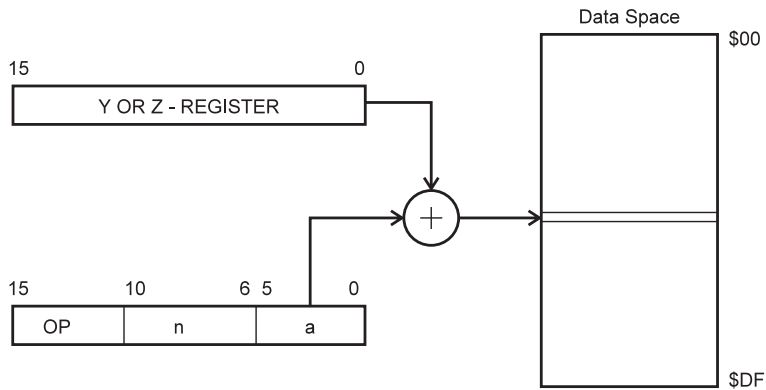 Data Space
$00
15 0
Y OR Z - REGISTER
+
15 10 6 5 0
OP n a
$DF